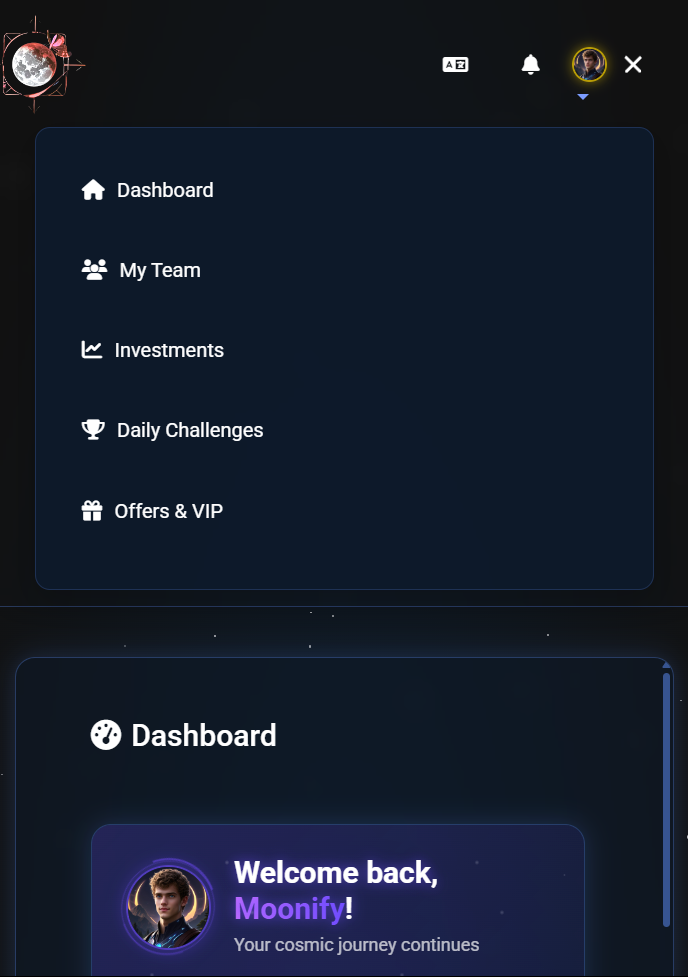 Dashboard
My Team
Investments
Daily Challenges
Offers & VIP
Dashboard
Welcome back,
Moonify!
Your cosmic journey continues